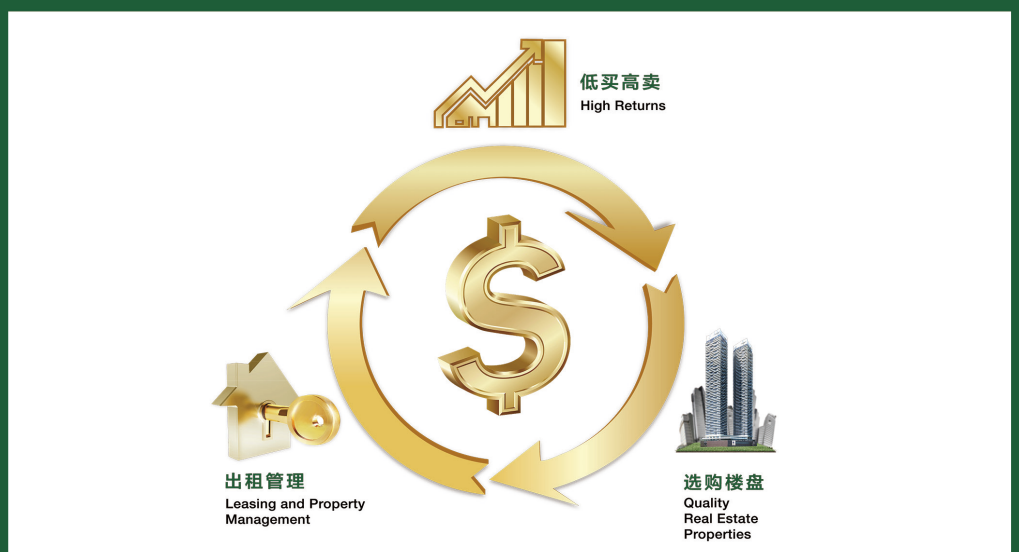 低买高卖
High Returns
出租管理
Leasing and Property
Management
选购楼盘
Quality
Real Estate
Properties